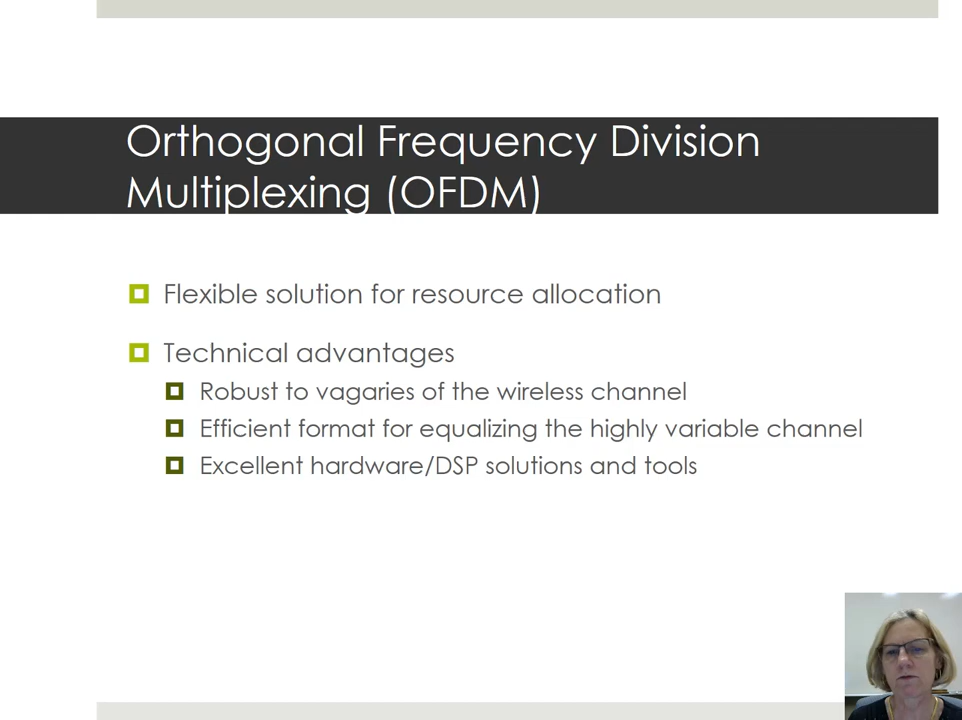 Orthogonal Frequency Division
Multiplexing (OFDM)
Flexible solution for resource allocation
Technical advantages
Robust to vagaries of the wireless channel
Efficient format for equalizing the highly variable channel
Excellent hardware/DSP solutions and tools